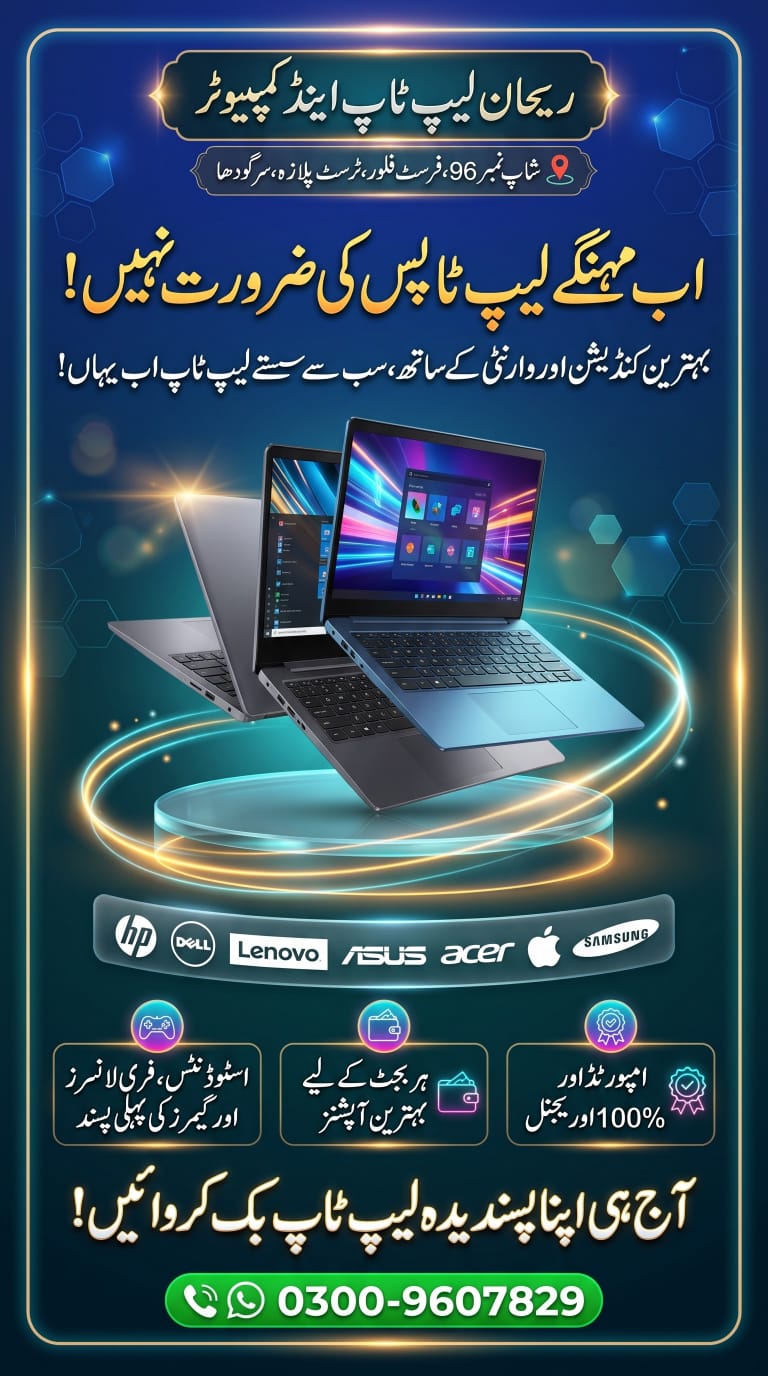 ریحان لیپ ٹاپ اینڈ کمپیوٹر
شاپ نمبر 96، فرسٹ فلور، ٹرسٹ پلازہ، سرگودھا
اب مہنگے لیپ ٹاپس کی ضرورت نہیں!
بہترین کنڈیشن اور وارنٹی کے ساتھ، سب سے سستے لیپ ٹاپ اب یہاں!
hp DELL Lenovo ASUS acer SAMSUNG
امپورٹڈ اور
100% اوریجنل
ہر بجٹ کے لیے
بہترین آپشنز
اسٹوڈنٹس، فری لانسرز
اور گیمرز کی پہلی پسند
آج ہی اپنا پسندیدہ لیپ ٹاپ بک کروائیں!
0300-9607829